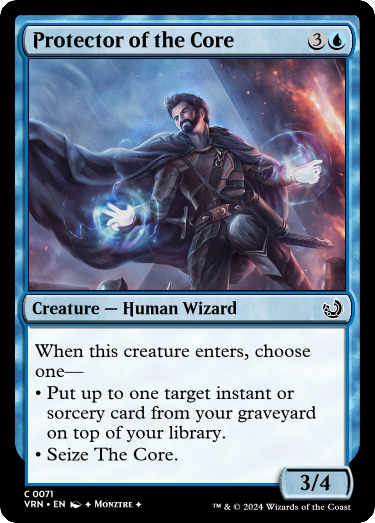 Protector of the Core 3
Creature — Human Wizard
When this creature enters, choose
one—
• Put up to one target instant or
sorcery card from your graveyard
on top of your library.
• Seize The Core.
3/4
C 0071
VRN • EN Monztre
™ & © 2024 Wizards of the Coast